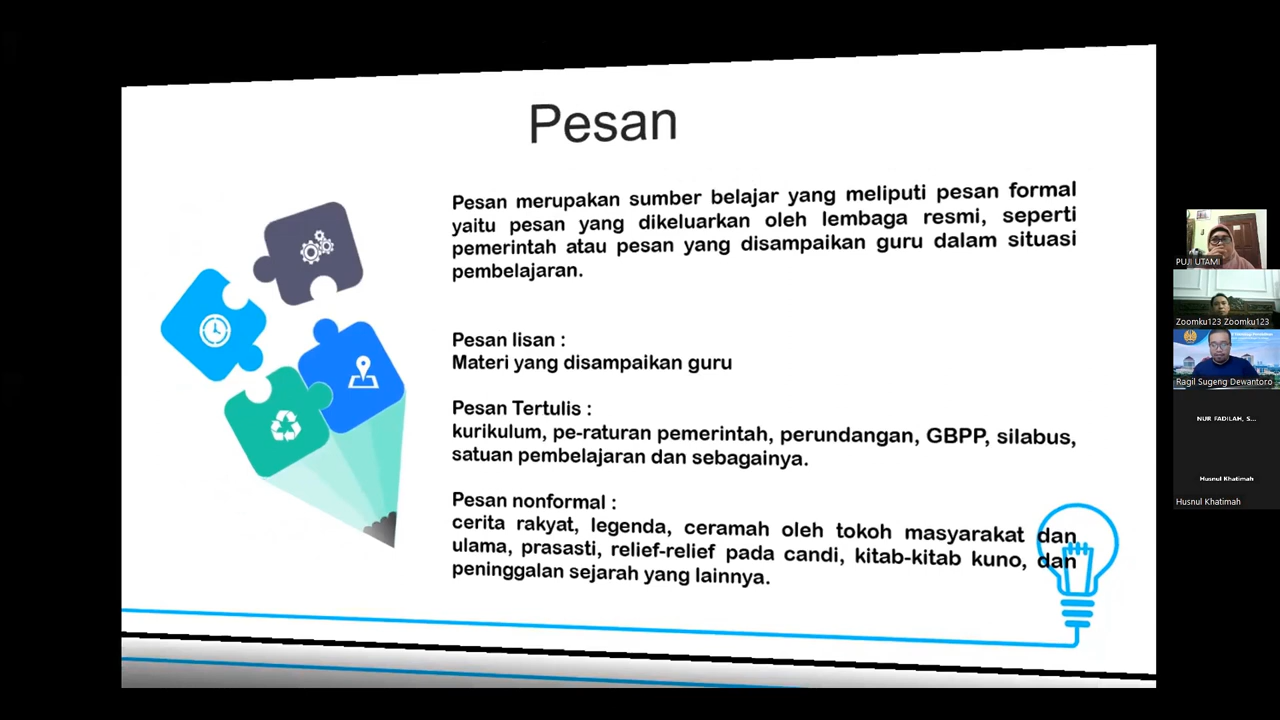 Pesan
Pesan merupakan sumber belajar yang meliputi pesan formal
yaitu pesan yang dikeluarkan oleh lembaga resmi, seperti
pemerintah atau pesan yang disampaikan guru dalam situasi
pembelajaran.
Pesan lisan :
Materi yang disampaikan guru
Pesan Tertulis :
kurikulum, pe-raturan pemerintah, perundangan, GBPP, silabus,
satuan pembelajaran dan sebagainya.
Pesan nonformal :
cerita rakyat, legenda, ceramah oleh tokoh masyarakat dan
ulama, prasasti, relief-relief pada candi, kitab-kitab kuno, dan
peninggalan sejarah yang lainnya.
PUJI UTAMI
Zoomku123 Zoomku123
Ragil Sugeng Dewantoro
NUR FADILAH, S...
Husnul Khatimah
Husnul Khatimah